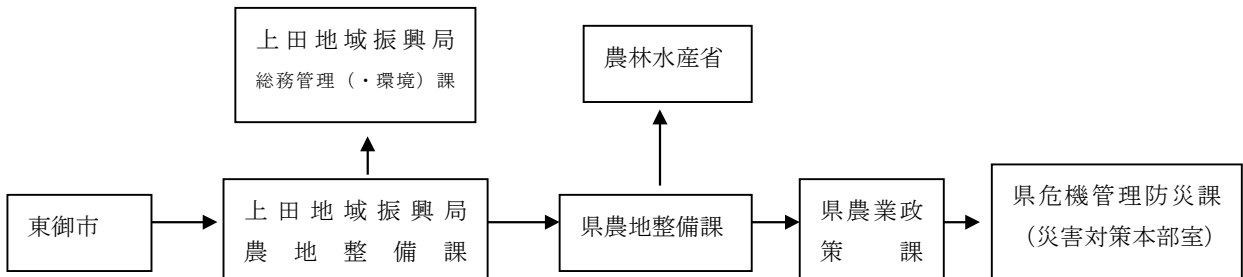 上田地域振興局
総務管理（・環境）課
農林水産省
東御市
上田地域振興局
農地整備課
県農地整備課
県農業政
策課
県危機管理防災課
（災害対策本部室）